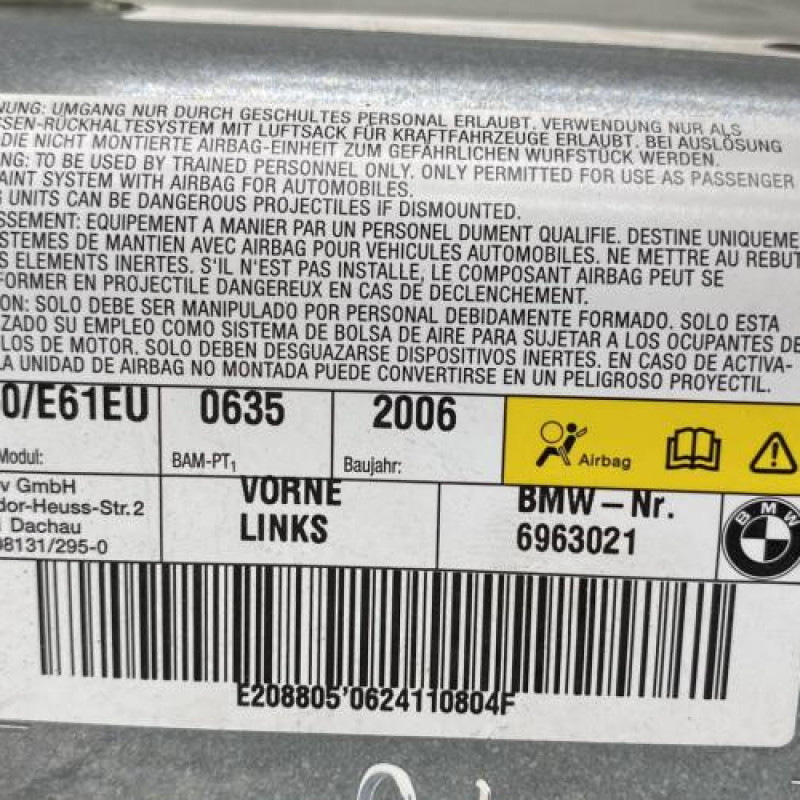 NUNG: UMGANG NUR DURCH GESCHULTES PERSONAL ERLAUBT. VERWENDUNG NUR ALS
SSEN-RÜCKHALTESYSTEM MIT LUFTSACK FÜR KRAFTFAHRZEUGE ERLAUBT. BEI AUSLÖSUNG
DIE NICHT MONTIERTE AIRBAG-EINHEIT ZUM GEFÄHRLICHEN WURFSTÜCK WERDEN.
NG: TO BE USED BY TRAINED PERSONNEL ONLY. ONLY PERMITTED FOR USE AS PASSENGER
AINT SYSTEM WITH AIRBAG FOR AUTOMOBILES.
G UNITS CAN BE DANGEROUS PROJECTILES IF DISMOUNTED.
SSEMENT: EQUIPEMENT A MANIER PAR UN PERSONEL DUMENT QUALIFIE. DESTINE UNIQUEME
STEMES DE MANTIEN AVEC AIRBAG POUR VEHICULES AUTOMOBILES. NE METTRE AU REBUT
S ELEMENTS INERTES. S'IL N'EST PAS INSTALLE, LE COMPOSANT AIRBAG PEUT SE
FORMER EN PROJECTILE DANGEREUX EN CAS DE DECLENCHEMENT.
ION: SOLO DEBE SER MANIPULADO POR PERSONAL DEBIDAMENTE FORMADO. SOLO ESTA
ZADO SU EMPLEO COMO SISTEMA DE BOLSA DE AIRE PARA SUJETAR A LOS OCUPANTES DE
LOS DE MOTOR. SOLO DEBEN DESGUAZARSE DISPOSITIVOS INERTES. EN CASO DE ACTIVA-
LA UNIDAD DE AIRBAG NO MONTADA PUEDE CONVERTIRSE EN UN PELIGROSO PROYECTIL.
0/E61EU 0635 2006
Modul: BAM-PT1 Baujahr: Airbag
v GmbH
dor-Heuss-Str. 2
Dachau
08131/295-0
VORNE
LINKS
BMW-Nr.
6963021
BMW
E208805'0624110804F